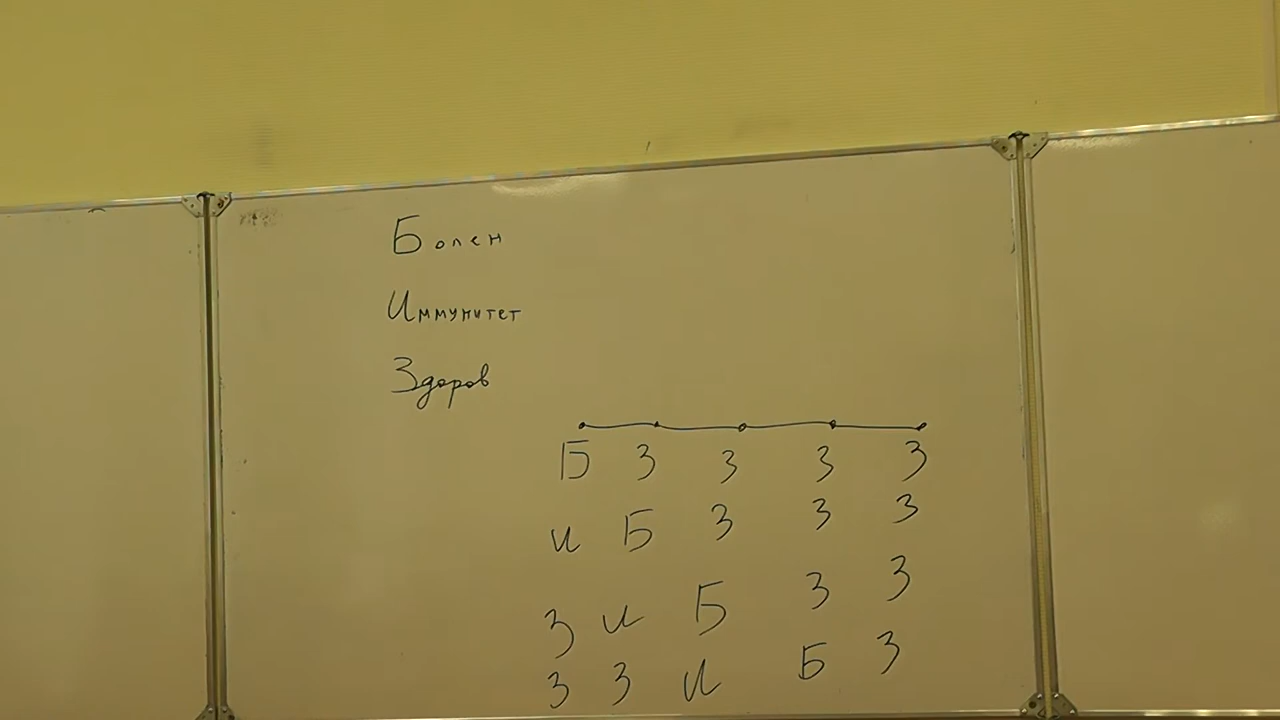 Болен
Иммунитет
Здоров
Б З З З З
И Б З З З
З И Б З З
З З И Б З